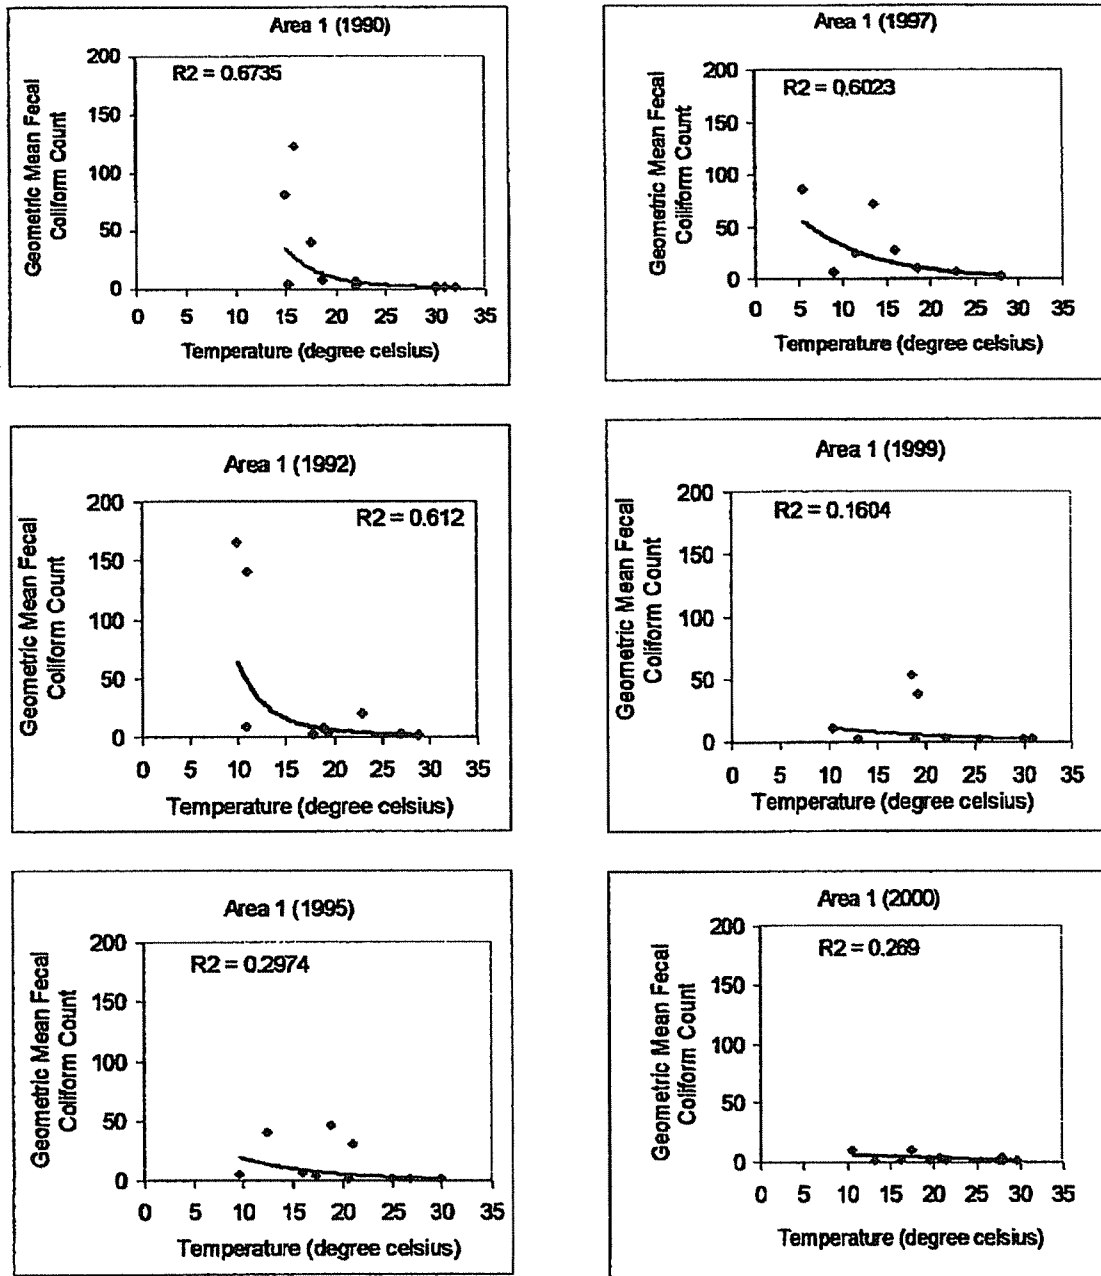 Area 1 (1990)
R2 = 0.6735
Geometric Mean Fecal
Coliform Count
200
150
100
50
0
0 5 10 15 20 25 30 35
Temperature (degree celsius)
Area 1 (1997)
R2 = 0.6023
Geometric Mean Fecal
Coliform Count
200
150
100
50
0
0 5 10 15 20 25 30 35
Temperature (degree celsius)
Area 1 (1992)
R2 = 0.612
Geometric Mean Fecal
Coliform Count
200
150
100
50
0
0 5 10 15 20 25 30 35
Temperature (degree celsius)
Area 1 (1999)
R2 = 0.1604
Geometric Mean Fecal
Coliform Count
200
150
100
50
0
0 5 10 15 20 25 30 35
Temperature (degree celsius)
Area 1 (1995)
R2 = 0.2974
Geometric Mean Fecal
Coliform Count
200
150
100
50
0
0 5 10 15 20 25 30 35
Temperature (degree celsius)
Area 1 (2000)
R2 = 0.269
Geometric Mean Fecal
Coliform Count
200
150
100
50
0
0 5 10 15 20 25 30 35
Temperature (degree celsius)